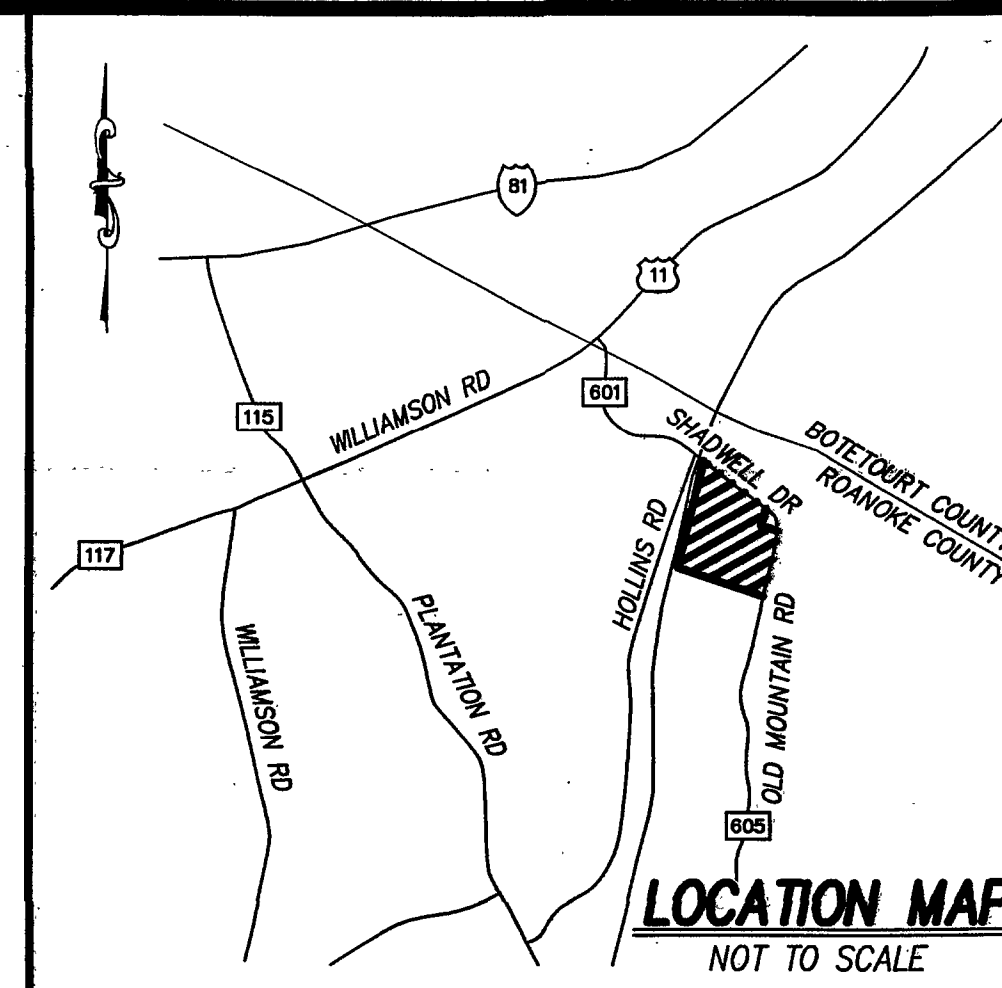 81
11
601
115
WILLIAMSON RD
SHADWELL DR
BOTETOURT COUNTY
ROANOKE COUNTY
117
HOLLINS RD
WILLIAMSON RD
PLANTATION RD
OLD MOUNTAIN RD
605
LOCATION MAP
NOT TO SCALE